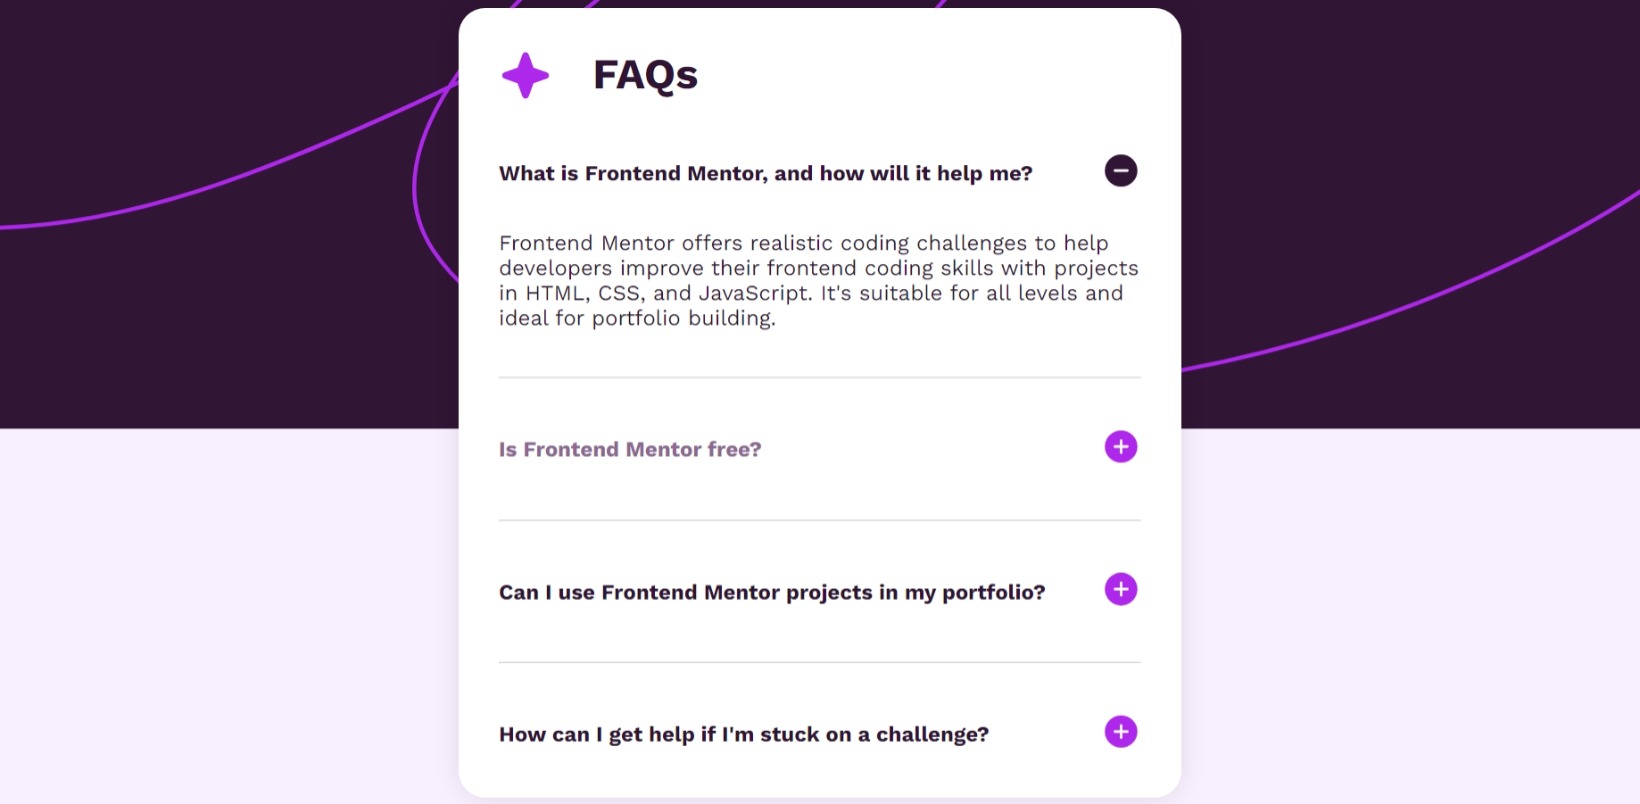 FAQs
What is Frontend Mentor, and how will it help me?
Frontend Mentor offers realistic coding challenges to help
developers improve their frontend coding skills with projects
in HTML, CSS, and JavaScript. It's suitable for all levels and
ideal for portfolio building.
Is Frontend Mentor free?
Can I use Frontend Mentor projects in my portfolio?
How can I get help if I'm stuck on a challenge?